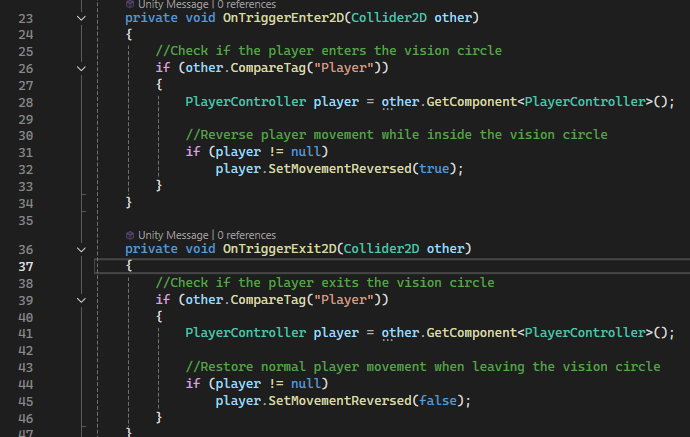 Unity Message | 0 references
23 private void OnTriggerEnter2D(Collider2D other)
24 {
25 //Check if the player enters the vision circle
26 if (other.CompareTag("Player"))
27 {
28 PlayerController player = other.GetComponent<PlayerController>();
29
30 //Reverse player movement while inside the vision circle
31 if (player != null)
32 player.SetMovementReversed(true);
33 }
34 }
35
Unity Message | 0 references
36 private void OnTriggerExit2D(Collider2D other)
37 {
38 //Check if the player exits the vision circle
39 if (other.CompareTag("Player"))
40 {
41 PlayerController player = other.GetComponent<PlayerController>();
42
43 //Restore normal player movement when leaving the vision circle
44 if (player != null)
45 player.SetMovementReversed(false);
46 }
47 }